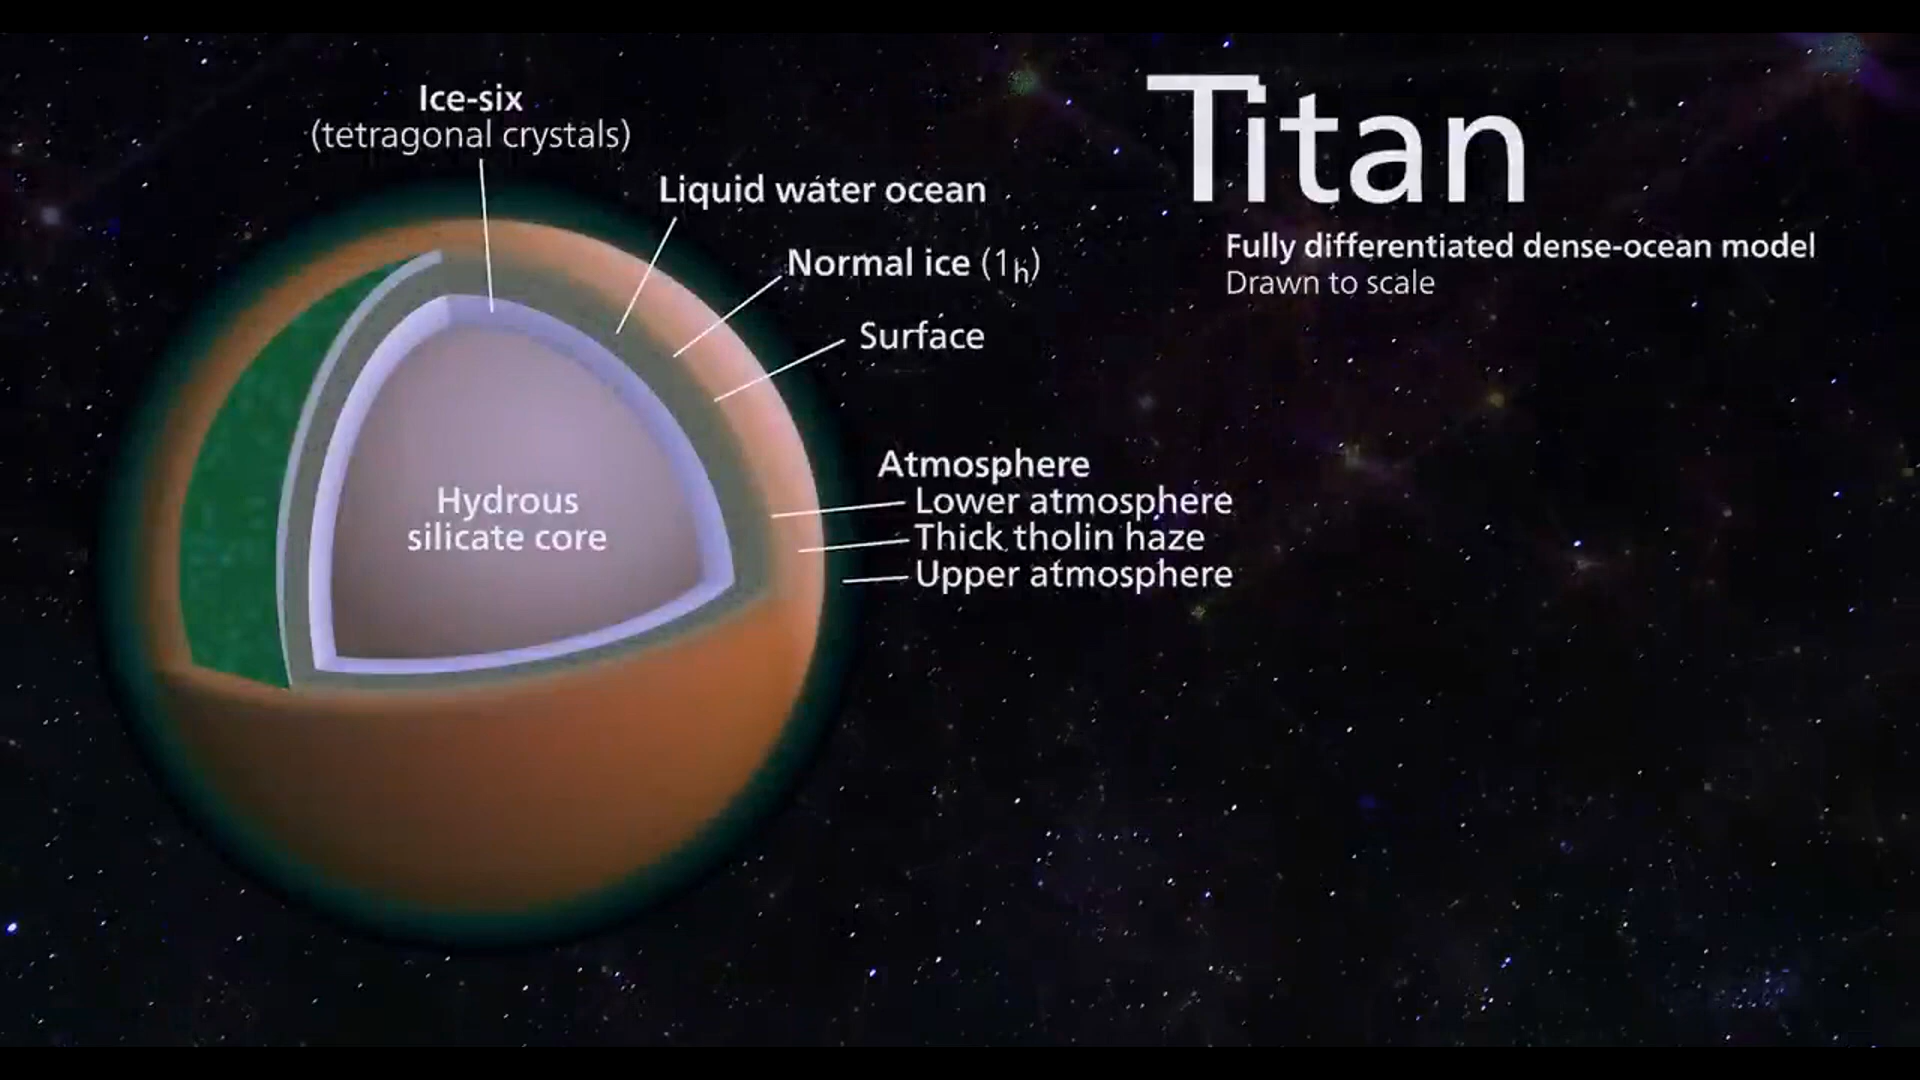 Titan
Fully differentiated dense-ocean model
Drawn to scale
Ice-six
(tetragonal crystals)
Liquid water ocean
Normal ice (1h)
Surface
Atmosphere
Lower atmosphere
Thick tholin haze
Upper atmosphere
Hydrous
silicate core